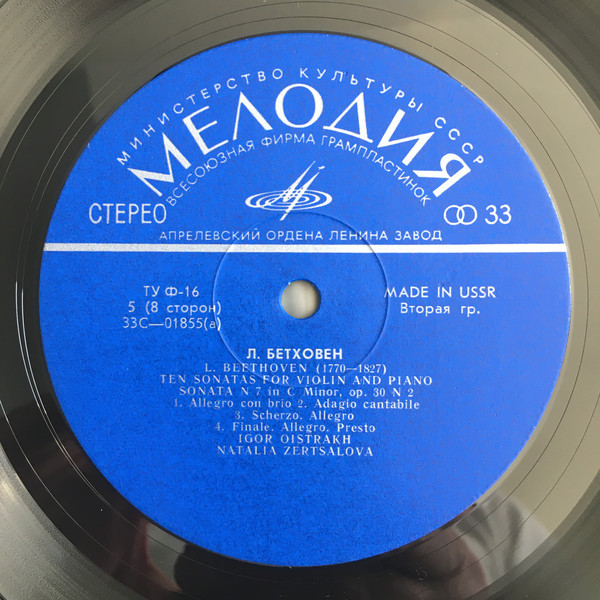 МИНИСТЕРСТВО КУЛЬТУРЫ СССР
МЕЛОДИЯ
ВСЕСОЮЗНАЯ ФИРМА ГРАМПЛАСТИНОК
СТЕРЕО
33
АПРЕЛЕВСКИЙ ОРДЕНА ЛЕНИНА ЗАВОД
ТУ Ф-16
MADE IN USSR
5 (8 сторон)
Вторая гр.
33С—01855(а)
Л. БЕТХОВЕН
L. BEETHOVEN (1770—1827)
TEN SONATAS FOR VIOLIN AND PIANO
SONATA N 7 in C Minor, op. 30 N 2
1. Allegro con brio 2. Adagio cantabile
3. Scherzo. Allegro
4. Finale. Allegro. Presto
IGOR OISTRAKH
NATALIA ZERTSALOVA